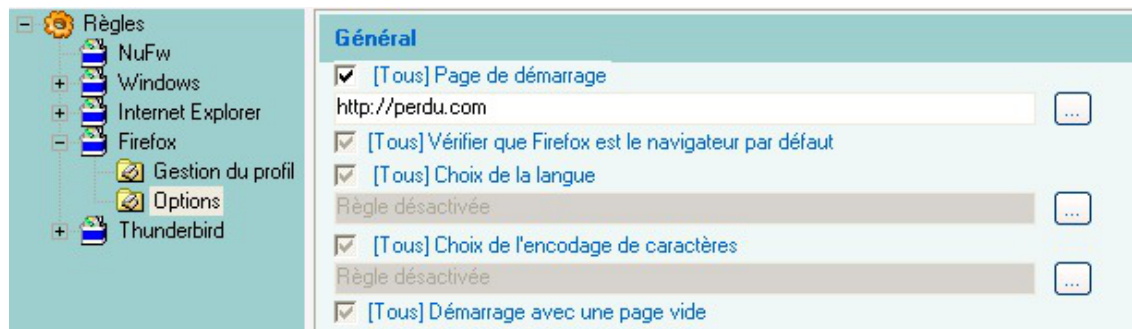 Règles
NuFw
Windows
Internet Explorer
Firefox
Gestion du profil
Options
Thunderbird
Général
[Tous] Page de démarrage
http://perdu.com
...
[Tous] Vérifier que Firefox est le navigateur par défaut
[Tous] Choix de la langue
Règle désactivée
...
[Tous] Choix de l'encodage de caractères
Règle désactivée
...
[Tous] Démarrage avec une page vide